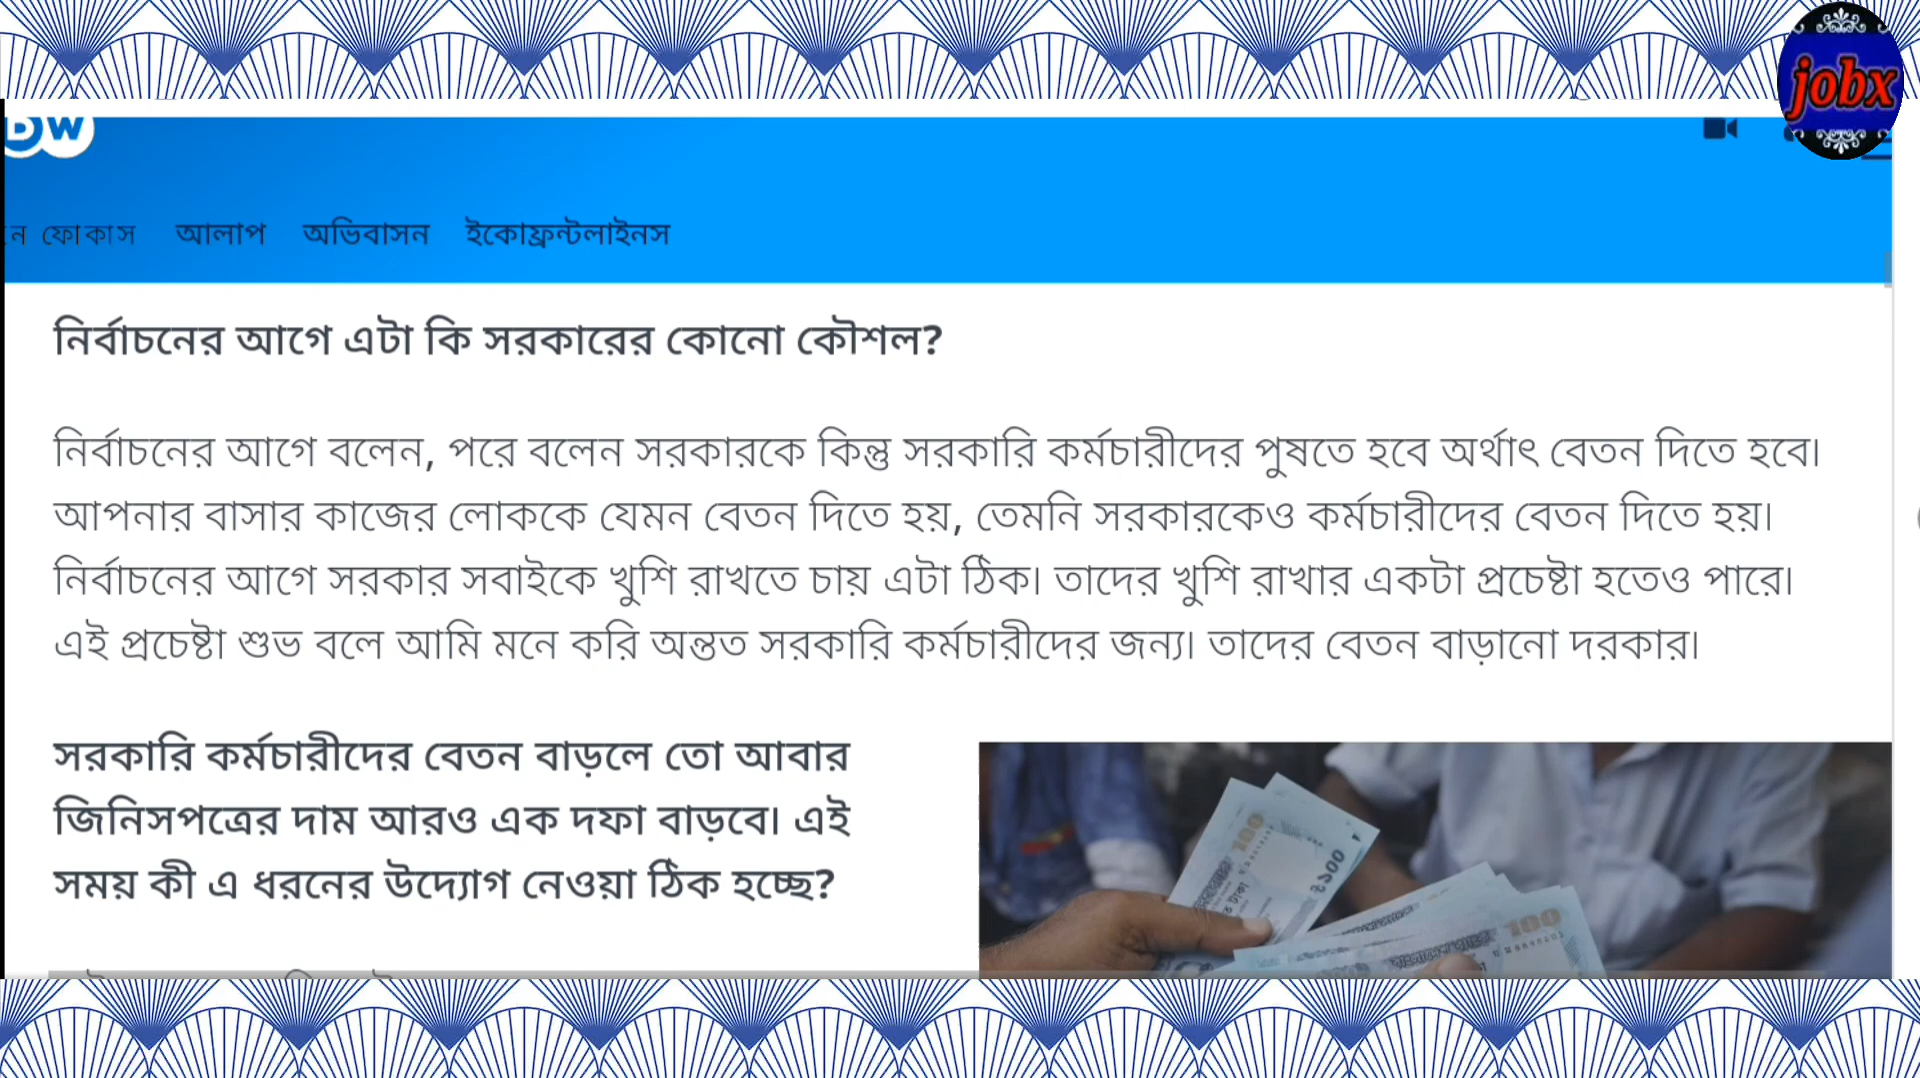 jobx
DW
ন ফোকাস আলাপ অভিবাসন ইকোফ্রন্টলাইনস
নির্বাচনের আগে এটা কি সরকারের কোনো কৌশল?
নির্বাচনের আগে বলেন, পরে বলেন সরকারকে কিন্তু সরকারি কর্মচারীদের পুষতে হবে অর্থাৎ বেতন দিতে হবে।
আপনার বাসার কাজের লোককে যেমন বেতন দিতে হয়, তেমনি সরকারকেও কর্মচারীদের বেতন দিতে হয়।
নির্বাচনের আগে সরকার সবাইকে খুশি রাখতে চায় এটা ঠিক। তাদের খুশি রাখার একটা প্রচেষ্টা হতেও পারে।
এই প্রচেষ্টা শুভ বলে আমি মনে করি অন্তত সরকারি কর্মচারীদের জন্য। তাদের বেতন বাড়ানো দরকার।
সরকারি কর্মচারীদের বেতন বাড়লে তো আবার
জিনিসপত্রের দাম আরও এক দফা বাড়বে। এই
সময় কী এ ধরনের উদ্যোগ নেওয়া ঠিক হচ্ছে?
100
৳১০০
100